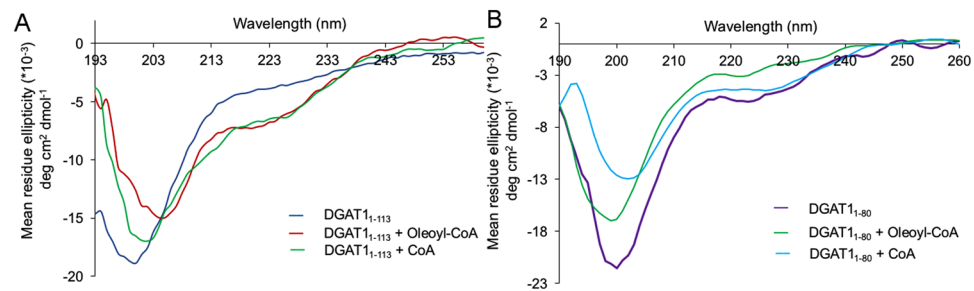 A
Wavelength (nm)
0
193 203 213 223 233 243 253
-5
-10
-15
-20
Mean residue ellipticity (*10⁻³)
deg cm² dmol⁻¹
DGAT1₁₋₁₁₃
DGAT1₁₋₁₁₃ + Oleoyl-CoA
DGAT1₁₋₁₁₃ + CoA
B
Wavelength (nm)
2
190 200 210 220 230 240 250 260
-3
-8
-13
-18
-23
Mean residue ellipticity (*10⁻³)
deg cm² dmol⁻¹
DGAT1₁₋₈₀
DGAT1₁₋₈₀ + Oleoyl-CoA
DGAT1₁₋₈₀ + CoA